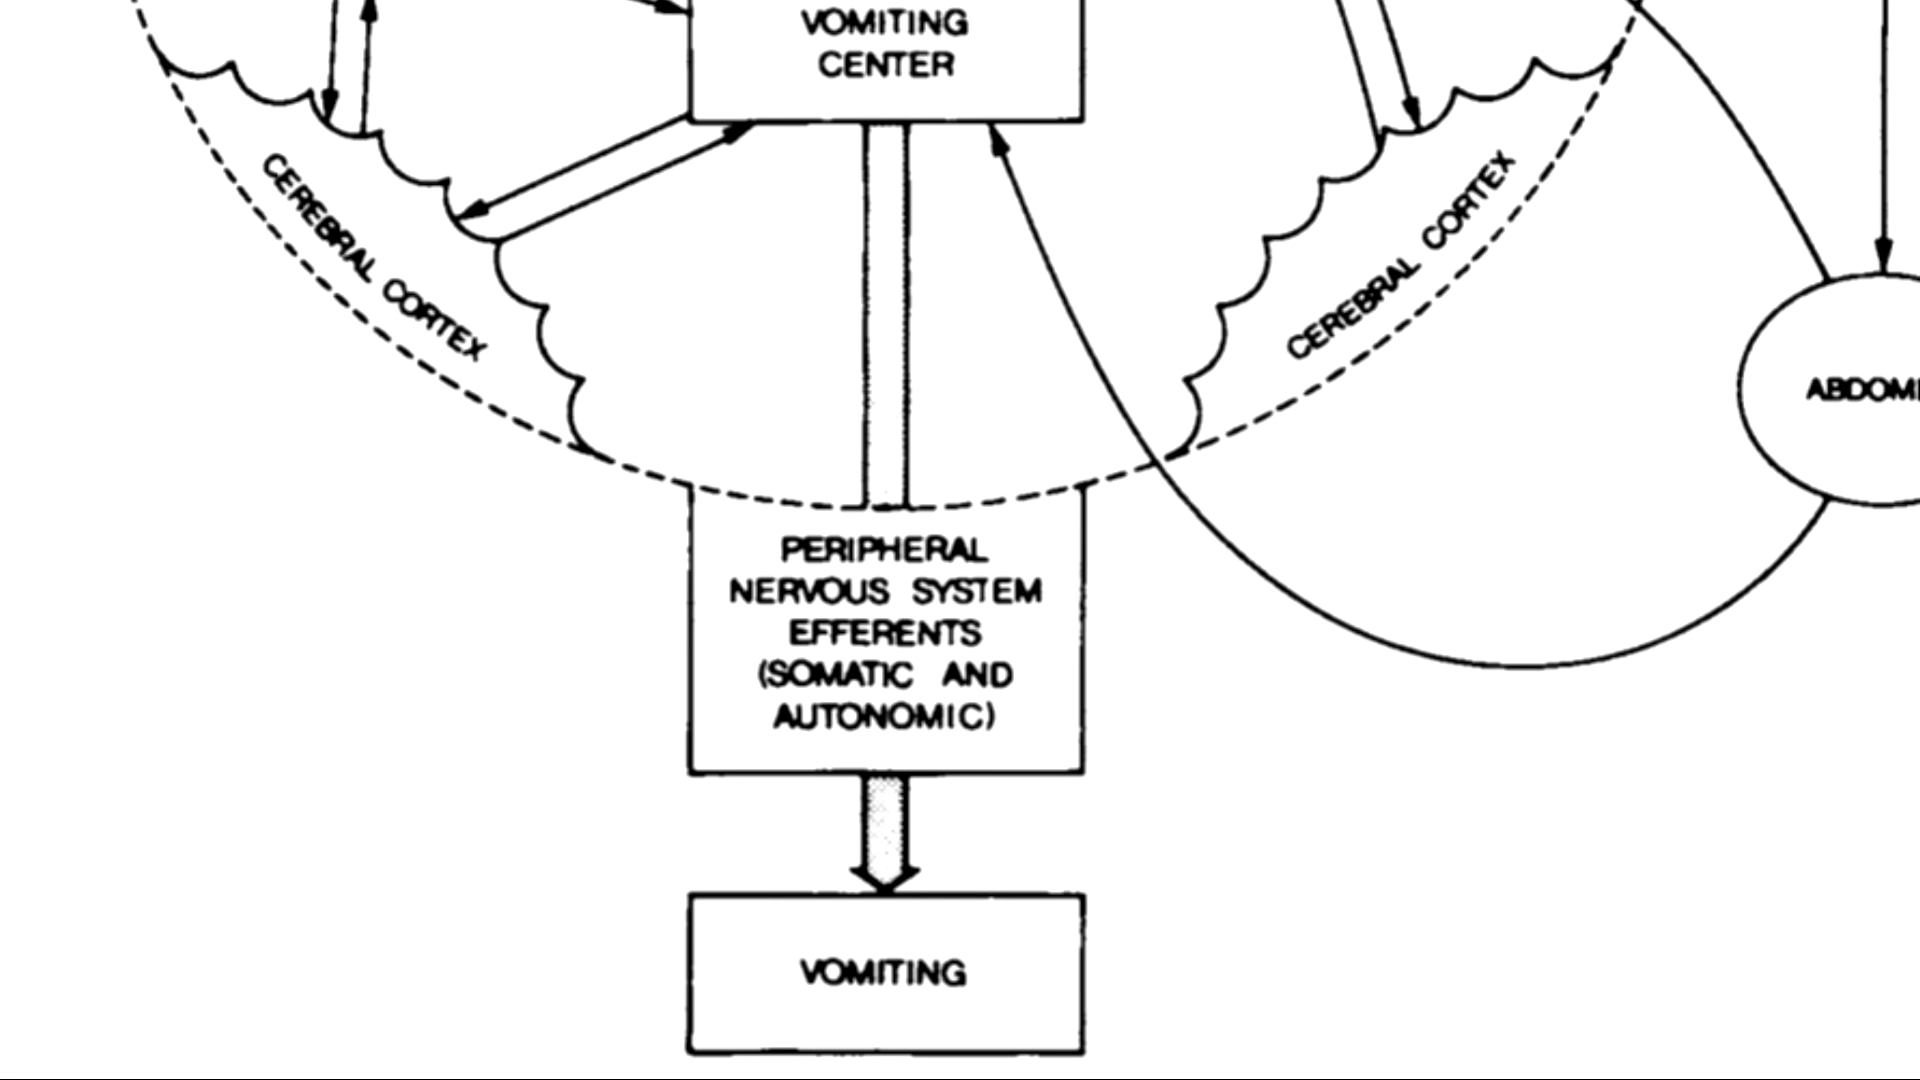 VOMITING
CENTER
CEREBRAL CORTEX
CEREBRAL CORTEX
PERIPHERAL
NERVOUS SYSTEM
EFFERENTS
(SOMATIC AND
AUTONOMIC)
VOMITING